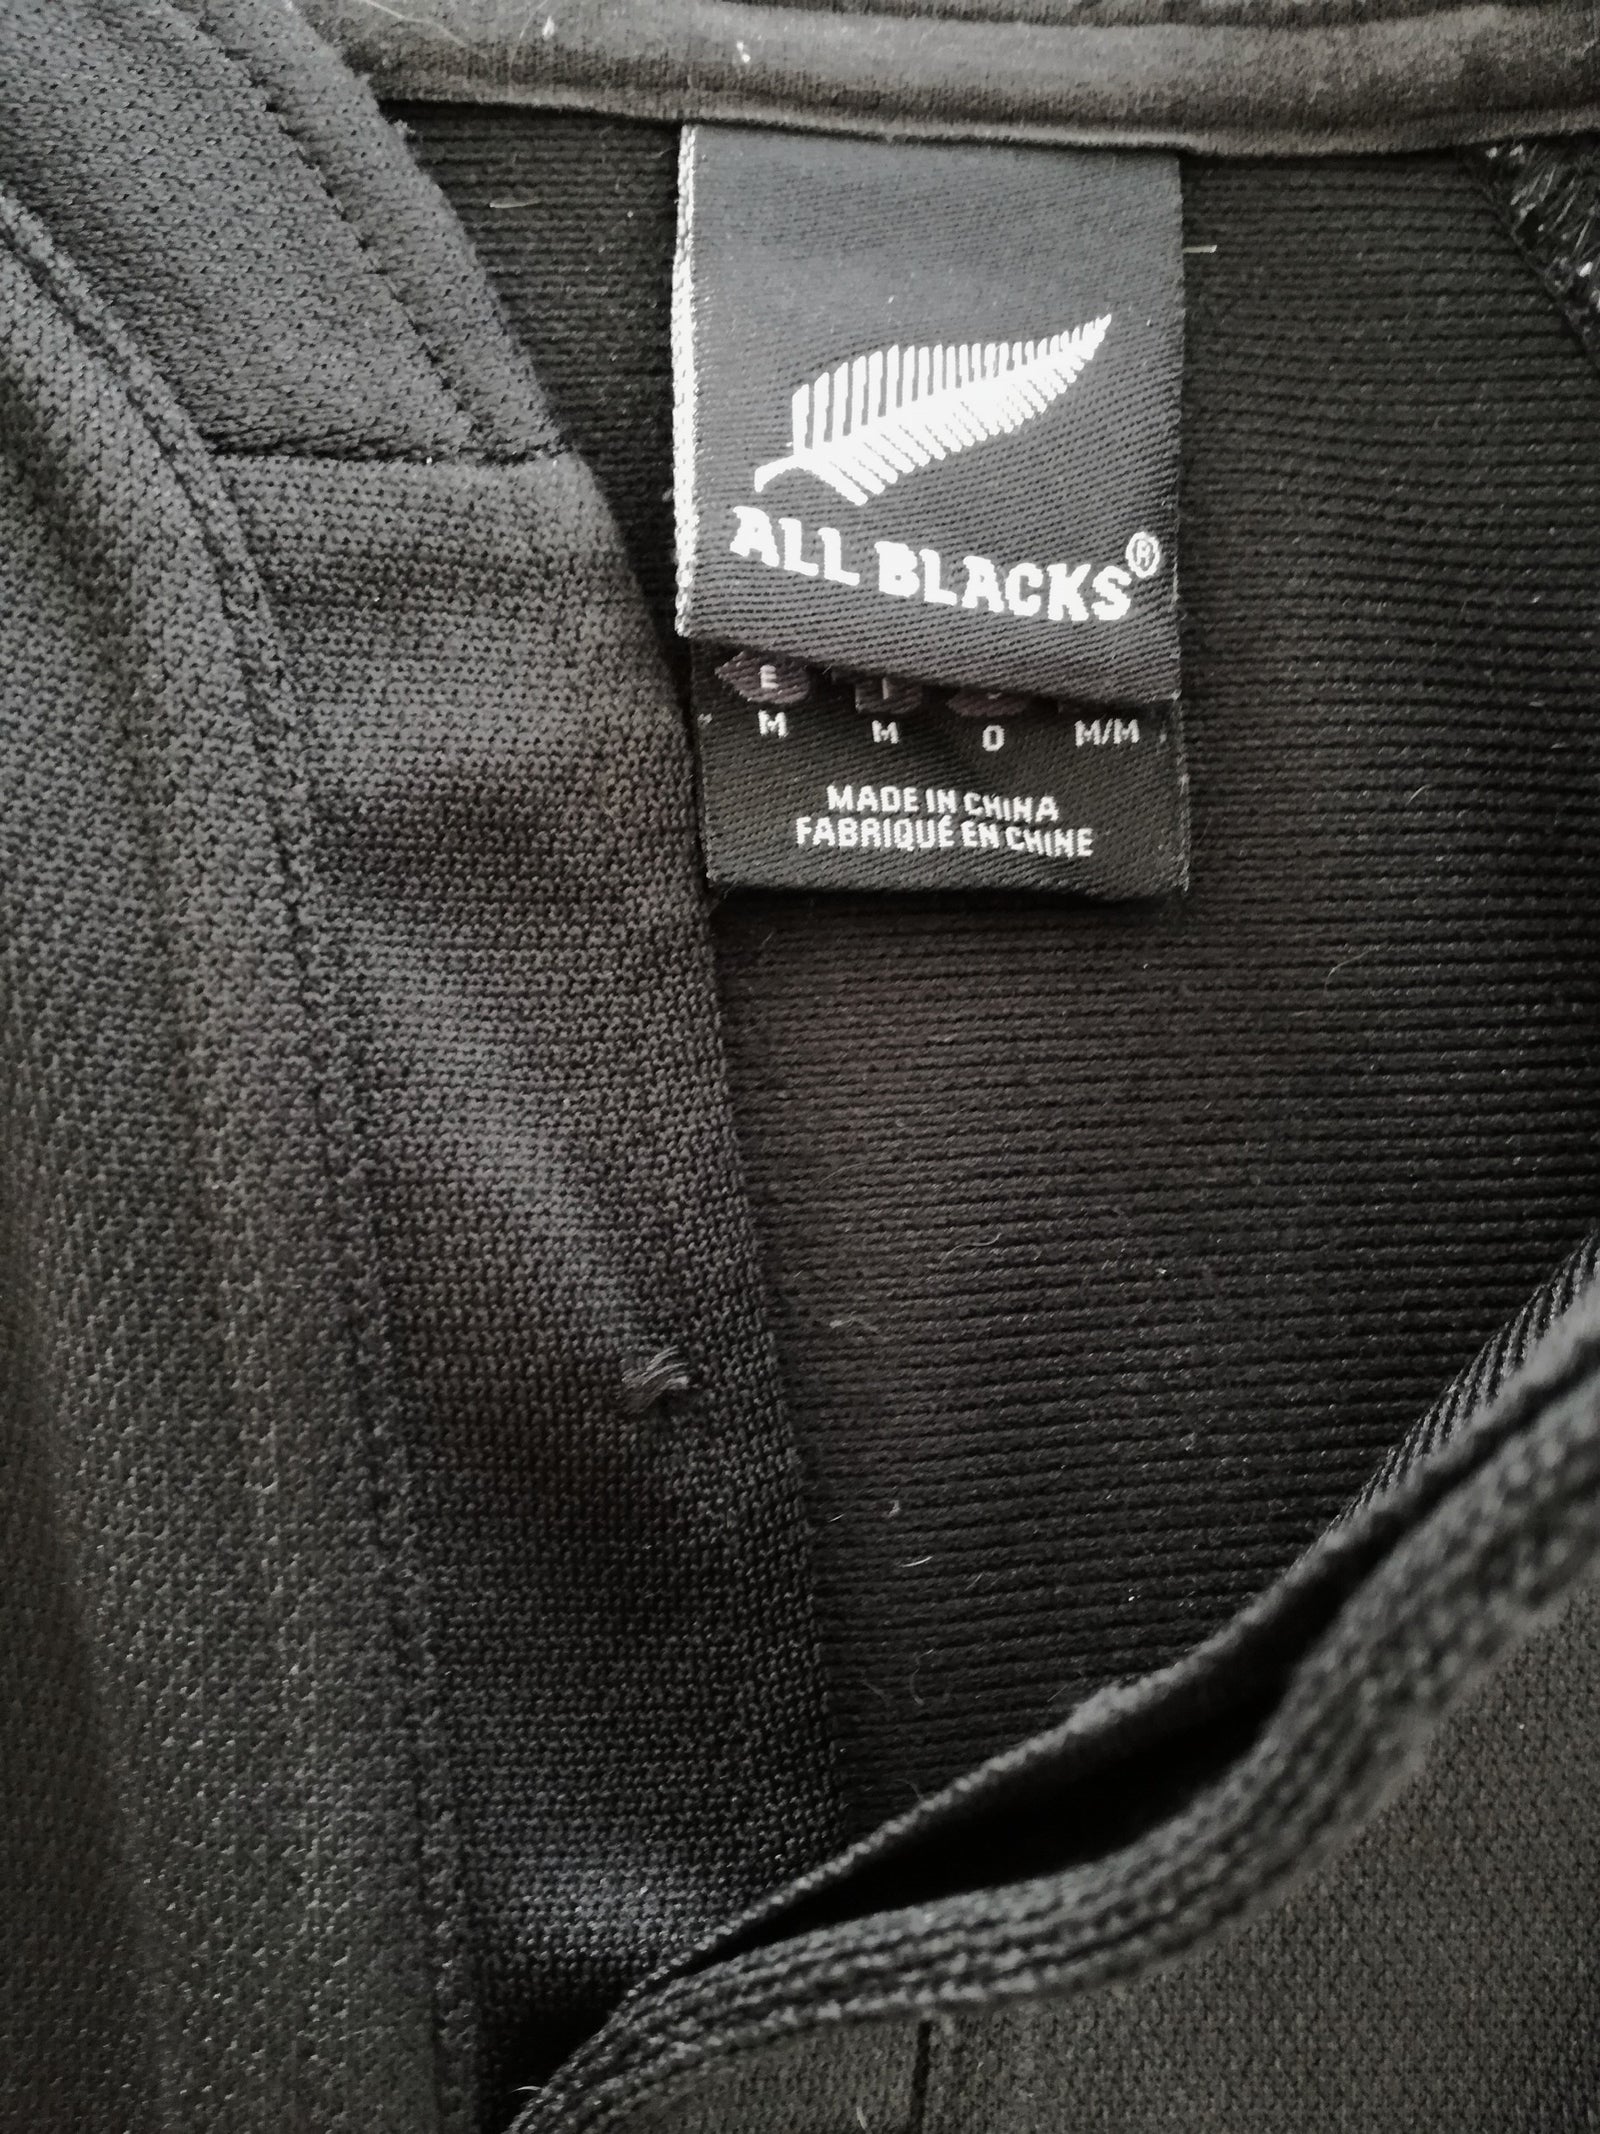 ALL BLACKS®
E
M M O M/M
MADE IN CHINA
FABRIQUÉ EN CHINE